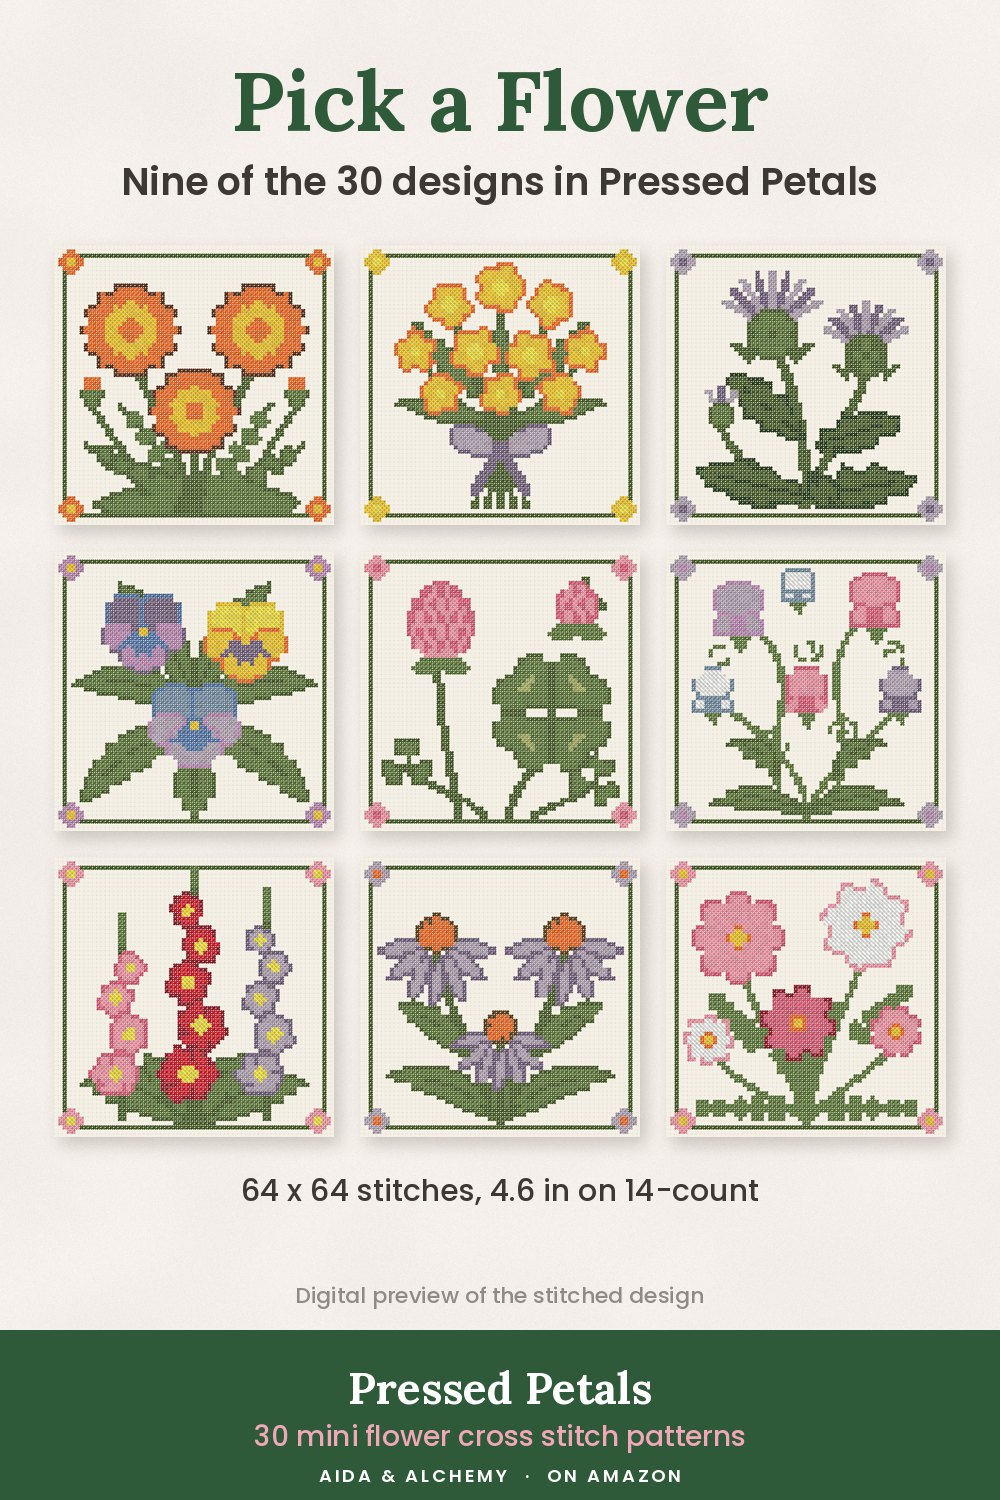 Pick a Flower
Nine of the 30 designs in Pressed Petals
64 x 64 stitches, 4.6 in on 14-count
Digital preview of the stitched design
Pressed Petals
30 mini flower cross stitch patterns
AIDA & ALCHEMY · ON AMAZON